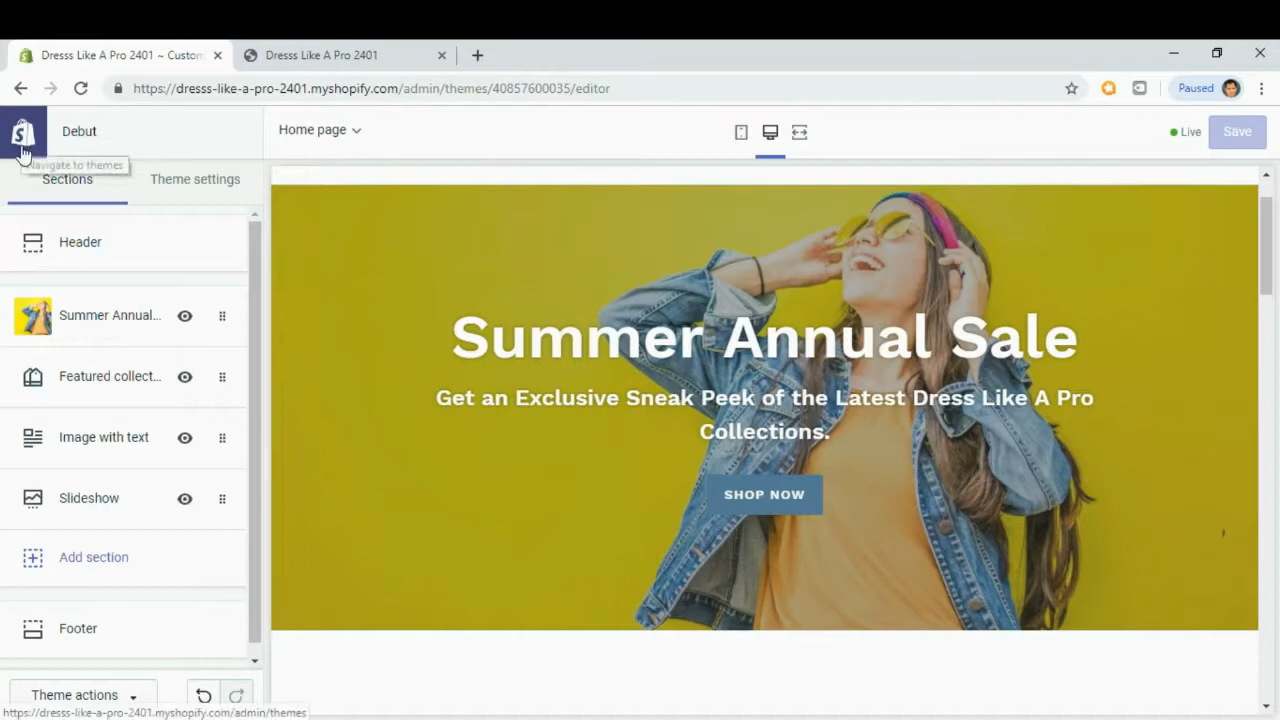 Dresss Like A Pro 2401 ~ Custom
Dresss Like A Pro 2401
https://dresss-like-a-pro-2401.myshopify.com/admin/themes/40857600035/editor
Paused
Debut
Home page
Live
Save
Navigate to themes
Sections
Theme settings
Header
Summer Annual...
Featured collect...
Image with text
Slideshow
Add section
Footer
Theme actions
Summer Annual Sale
Get an Exclusive Sneak Peek of the Latest Dress Like A Pro
Collections.
SHOP NOW
https://dresss-like-a-pro-2401.myshopify.com/admin/themes